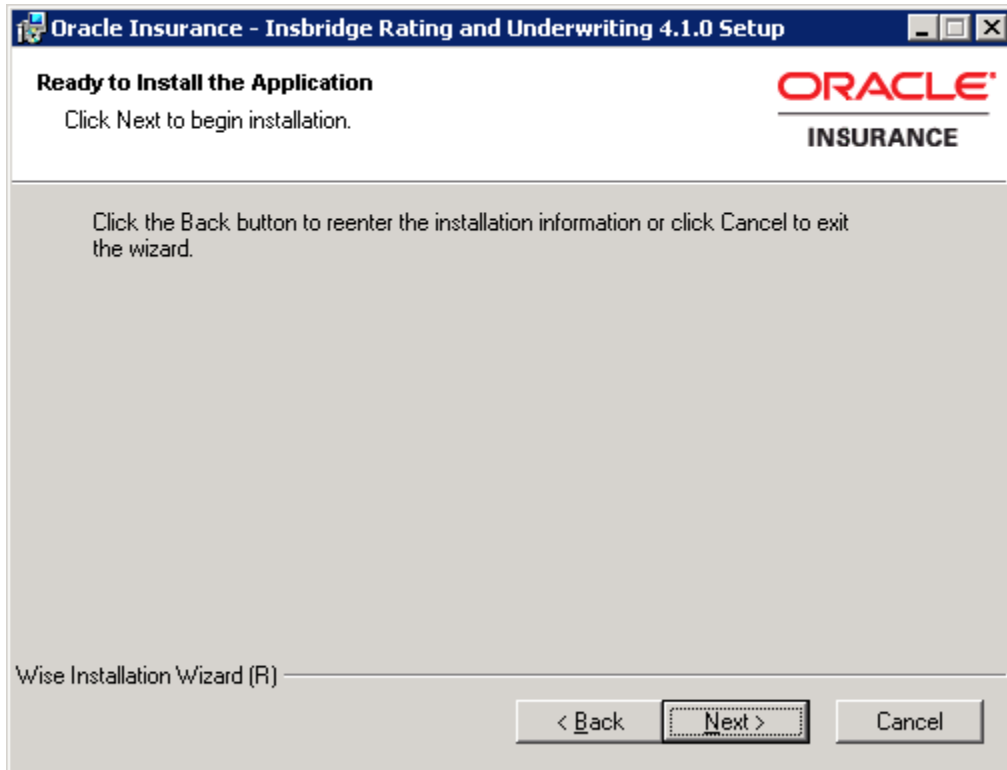 Oracle Insurance - Insbridge Rating and Underwriting 4.1.0 Setup
Ready to Install the Application
Click Next to begin installation.
ORACLE
INSURANCE
Click the Back button to reenter the installation information or click Cancel to exit
the wizard.
Wise Installation Wizard (R)
< Back
Next >
Cancel